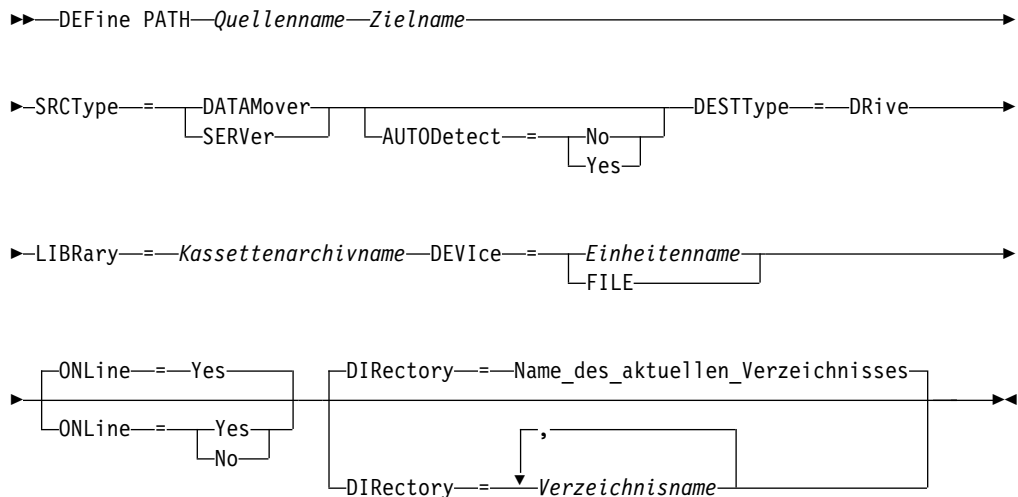 DEFine PATH Quellenname Zielname
SRCType = DATAMover DESTType = DRive
SERVer AUTODetect = No
Yes
LIBRary = Kassettenarchivname DEVIce = Einheitenname
FILE
ONLine = Yes DIRectory = Name_des_aktuellen_Verzeichnisses
ONLine = Yes ,
No
DIRectory = Verzeichnisname